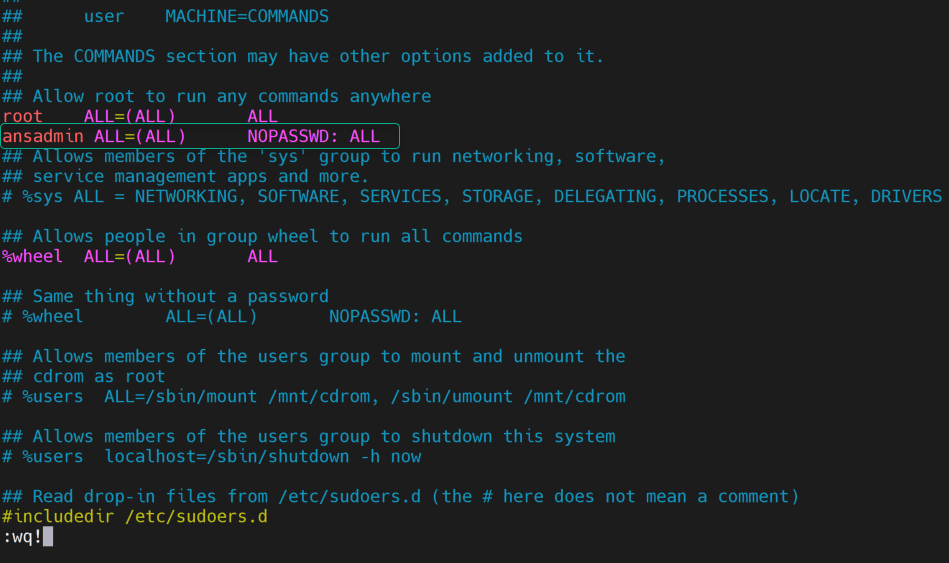 ##
##      user    MACHINE=COMMANDS
##
## The COMMANDS section may have other options added to it.
##
## Allow root to run any commands anywhere
root    ALL=(ALL)       ALL
ansadmin ALL=(ALL)      NOPASSWD: ALL
## Allows members of the 'sys' group to run networking, software,
## service management apps and more.
# %sys ALL = NETWORKING, SOFTWARE, SERVICES, STORAGE, DELEGATING, PROCESSES, LOCATE, DRIVERS
## Allows people in group wheel to run all commands
%wheel  ALL=(ALL)       ALL
## Same thing without a password
# %wheel        ALL=(ALL)       NOPASSWD: ALL
## Allows members of the users group to mount and unmount the
## cdrom as root
# %users  ALL=/sbin/mount /mnt/cdrom, /sbin/umount /mnt/cdrom
## Allows members of the users group to shutdown this system
# %users  localhost=/sbin/shutdown -h now
## Read drop-in files from /etc/sudoers.d (the # here does not mean a comment)
#includedir /etc/sudoers.d
:wq!